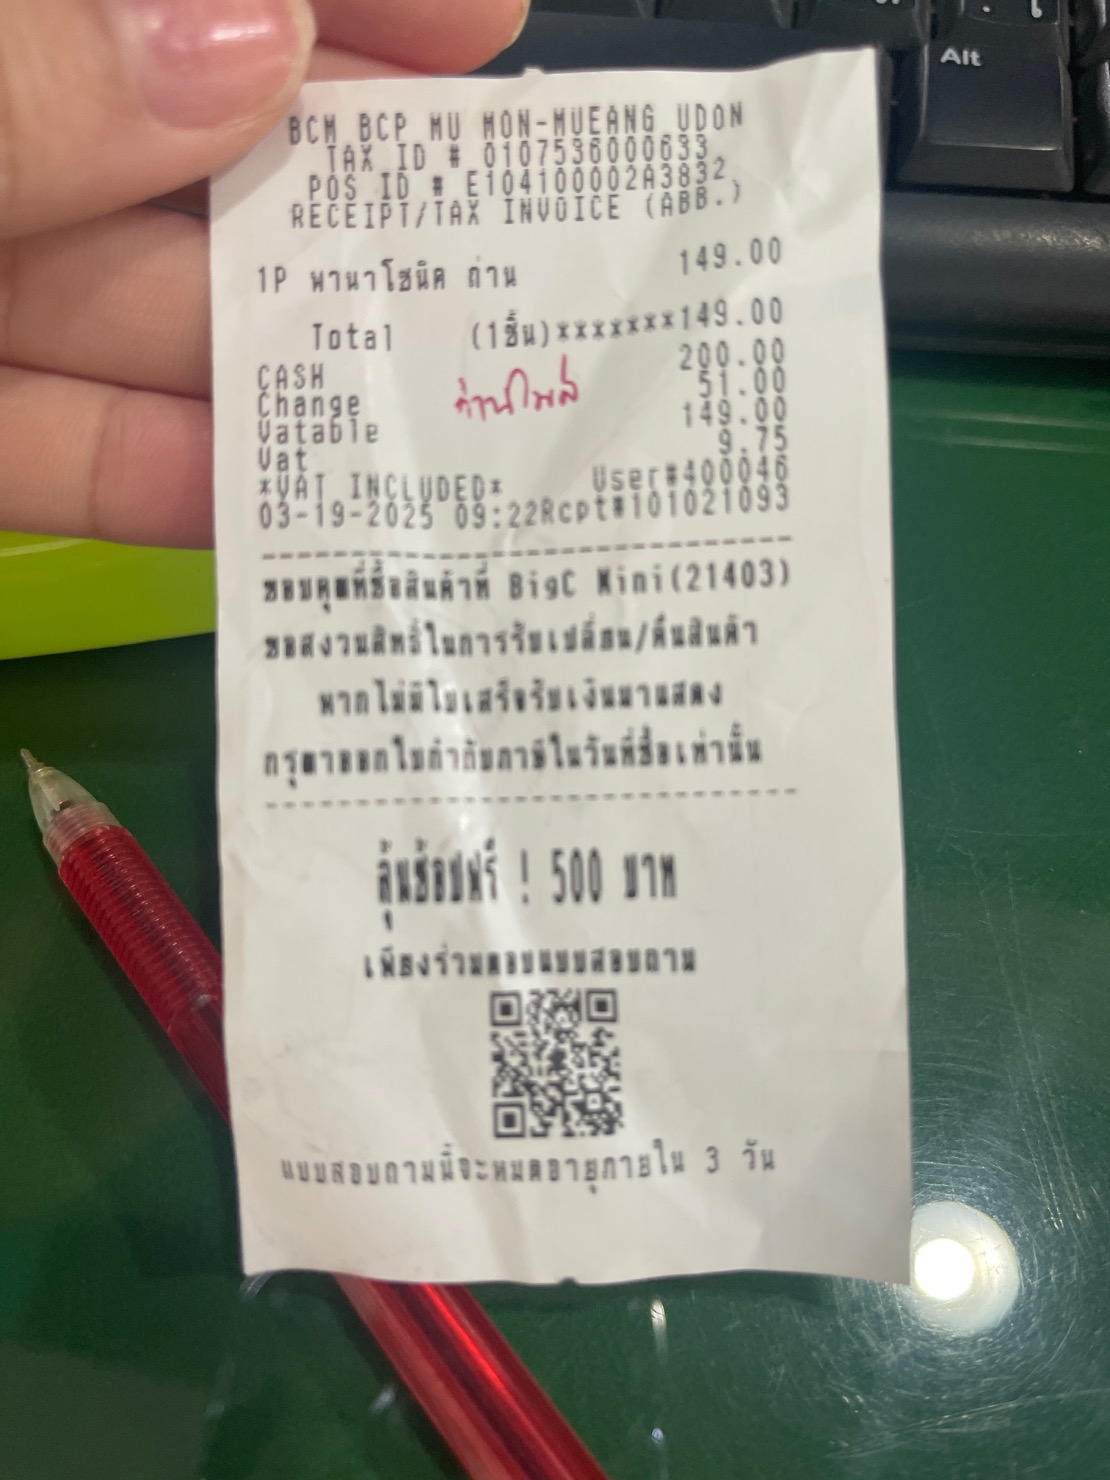 BCM BCP MU MON-MUEANG UDON
TAX ID # 0107536000633
POS ID # E104100002A3832
RECEIPT/TAX INVOICE (ABB.)
1P พานาโซนิค ถ่าน 149.00
Total (1ชิ้น)*******149.00
CASH 200.00
Change 51.00
Vatable 149.00
Vat 9.75
*VAT INCLUDED* User#400046
03-19-2025 09:22Rcpt#101021093
ขอบคุณที่ซื้อสินค้าที่ BigC Mini(21403)
ขอสงวนสิทธิ์ในการรับเปลี่ยน/คืนสินค้า
หากไม่มีใบเสร็จรับเงินมาแสดง
กรุณาออกใบกำกับภาษีในวันที่ซื้อเท่านั้น
ลุ้นช้อปฟรี ! 500 บาท
เพียงร่วมตอบแบบสอบถาม
แบบสอบถามนี้จะหมดอายุภายใน 3 วัน
Alt